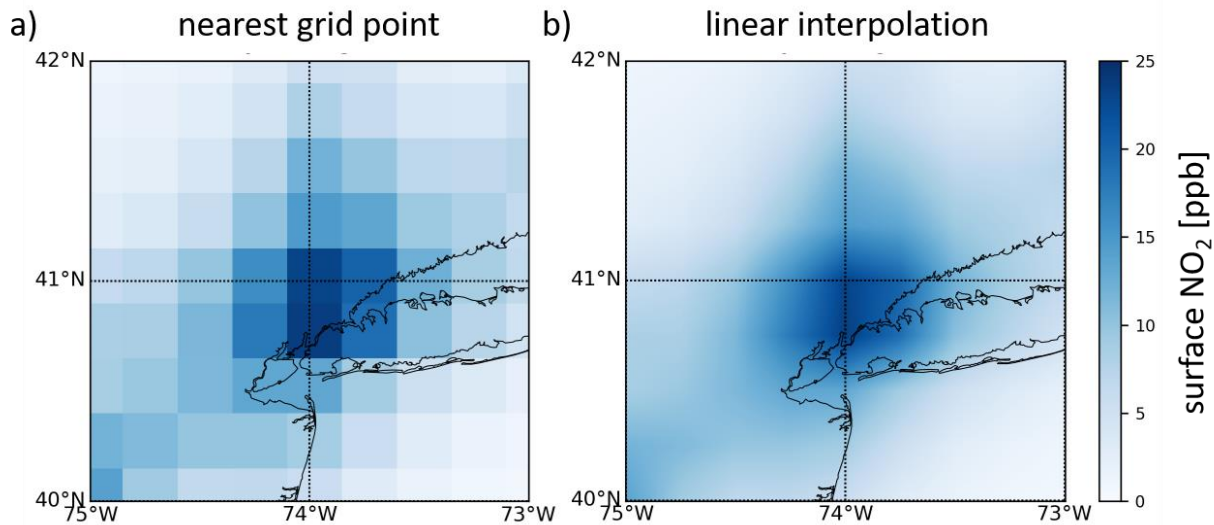 a) nearest grid point
b) linear interpolation
42°N
41°N
40°N
75°W
74°W
73°W
42°N
41°N
40°N
75°W
74°W
73°W
25
20
15
10
5
0
surface NO₂ [ppb]